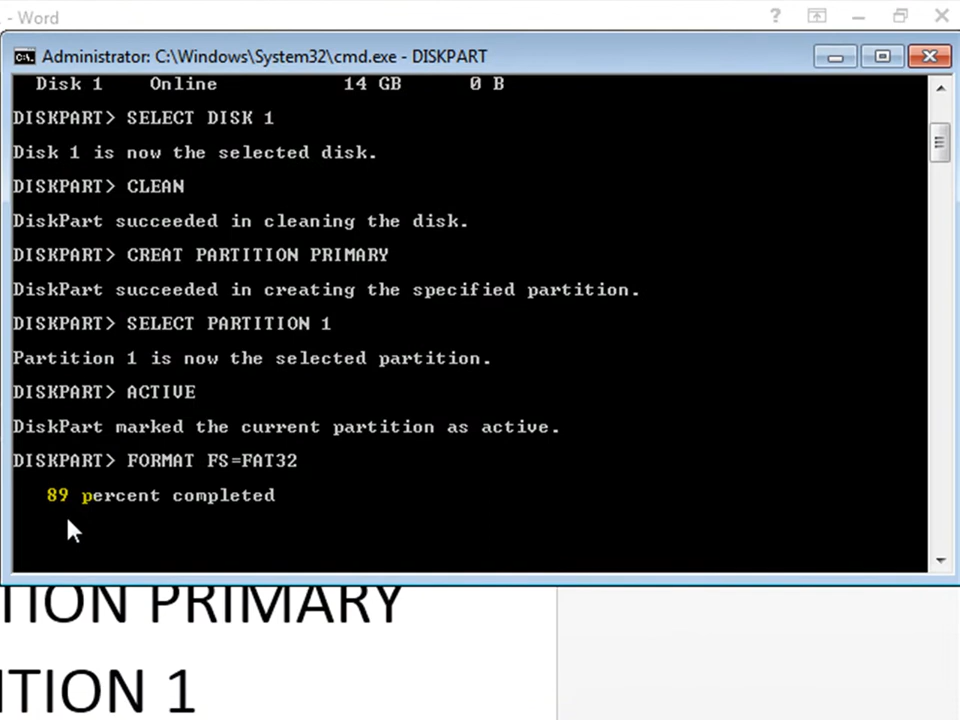 - Word
Administrator: C:\Windows\System32\cmd.exe - DISKPART
Disk 1 Online 14 GB 0 B
DISKPART> SELECT DISK 1
Disk 1 is now the selected disk.
DISKPART> CLEAN
DiskPart succeeded in cleaning the disk.
DISKPART> CREAT PARTITION PRIMARY
DiskPart succeeded in creating the specified partition.
DISKPART> SELECT PARTITION 1
Partition 1 is now the selected partition.
DISKPART> ACTIVE
DiskPart marked the current partition as active.
DISKPART> FORMAT FS=FAT32
89 percent completed
TION PRIMARY
ITION 1